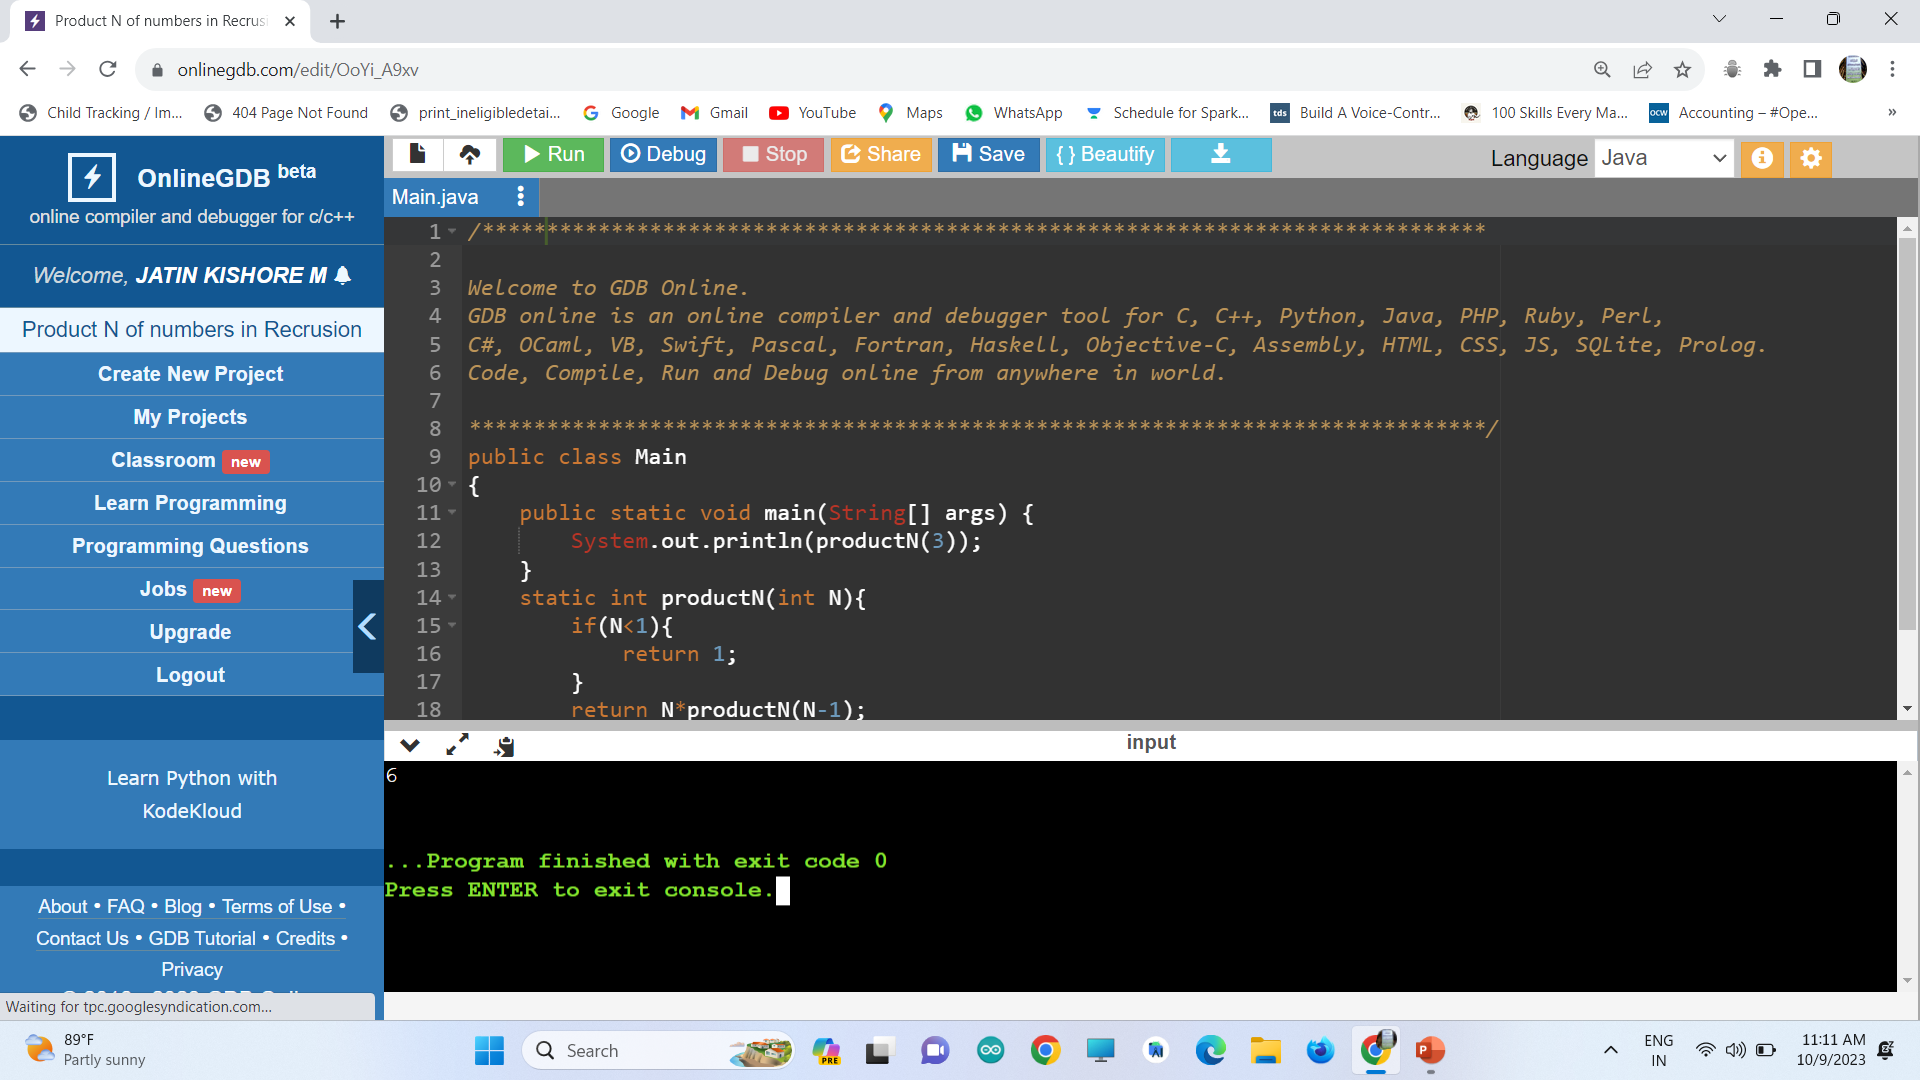 Product N of numbers in Recrusi
onlinegdb.com/edit/OoYi_A9xv
Child Tracking / Im...
404 Page Not Found
print_ineligibledetai...
Google
Gmail
YouTube
Maps
WhatsApp
Schedule for Spark...
tds Build A Voice-Contr...
100 Skills Every Ma...
ocw Accounting – #Ope...
»
OnlineGDB beta
online compiler and debugger for c/c++
Welcome, JATIN KISHORE M
Product N of numbers in Recrusion
Create New Project
My Projects
Classroom new
Learn Programming
Programming Questions
Jobs new
Upgrade
Logout
Learn Python with
KodeKloud
About • FAQ • Blog • Terms of Use •
Contact Us • GDB Tutorial • Credits •
Privacy
Waiting for tpc.googlesyndication.com...
Run Debug Stop Share Save { } Beautify
Language Java
Main.java
1 /******************************************************************************
2
3 Welcome to GDB Online.
4 GDB online is an online compiler and debugger tool for C, C++, Python, Java, PHP, Ruby, Perl,
5 C#, OCaml, VB, Swift, Pascal, Fortran, Haskell, Objective-C, Assembly, HTML, CSS, JS, SQLite, Prolog.
6 Code, Compile, Run and Debug online from anywhere in world.
7
8 *******************************************************************************/
9 public class Main
10 {
11 public static void main(String[] args) {
12 System.out.println(productN(3));
13 }
14 static int productN(int N){
15 if(N<1){
16 return 1;
17 }
18 return N*productN(N-1);
input
6
...Program finished with exit code 0
Press ENTER to exit console.
89°F
Partly sunny
Search
PRE
ENG
IN
11:11 AM
10/9/2023